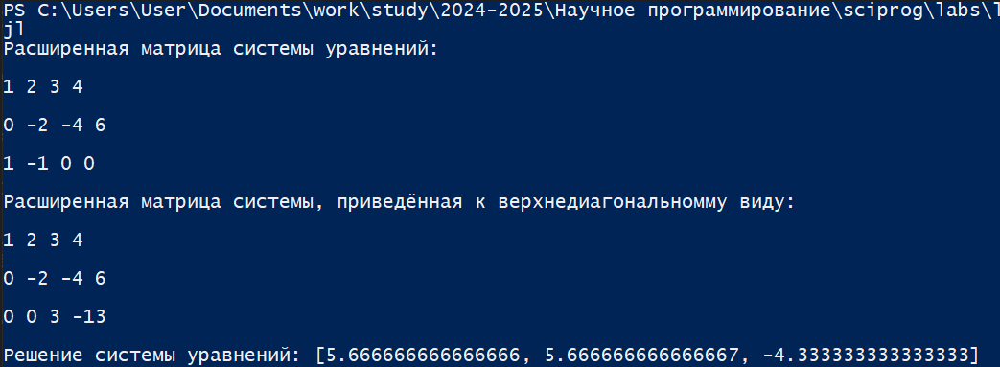 PS C:\Users\User\Documents\work\study\2024-2025\Научное программирование\sciprog\labs\l
jl
Расширенная матрица системы уравнений:
1 2 3 4
0 -2 -4 6
1 -1 0 0
Расширенная матрица системы, приведённая к верхнедиагональномму виду:
1 2 3 4
0 -2 -4 6
0 0 3 -13
Решение системы уравнений: [5.666666666666666, 5.666666666666667, -4.333333333333333]